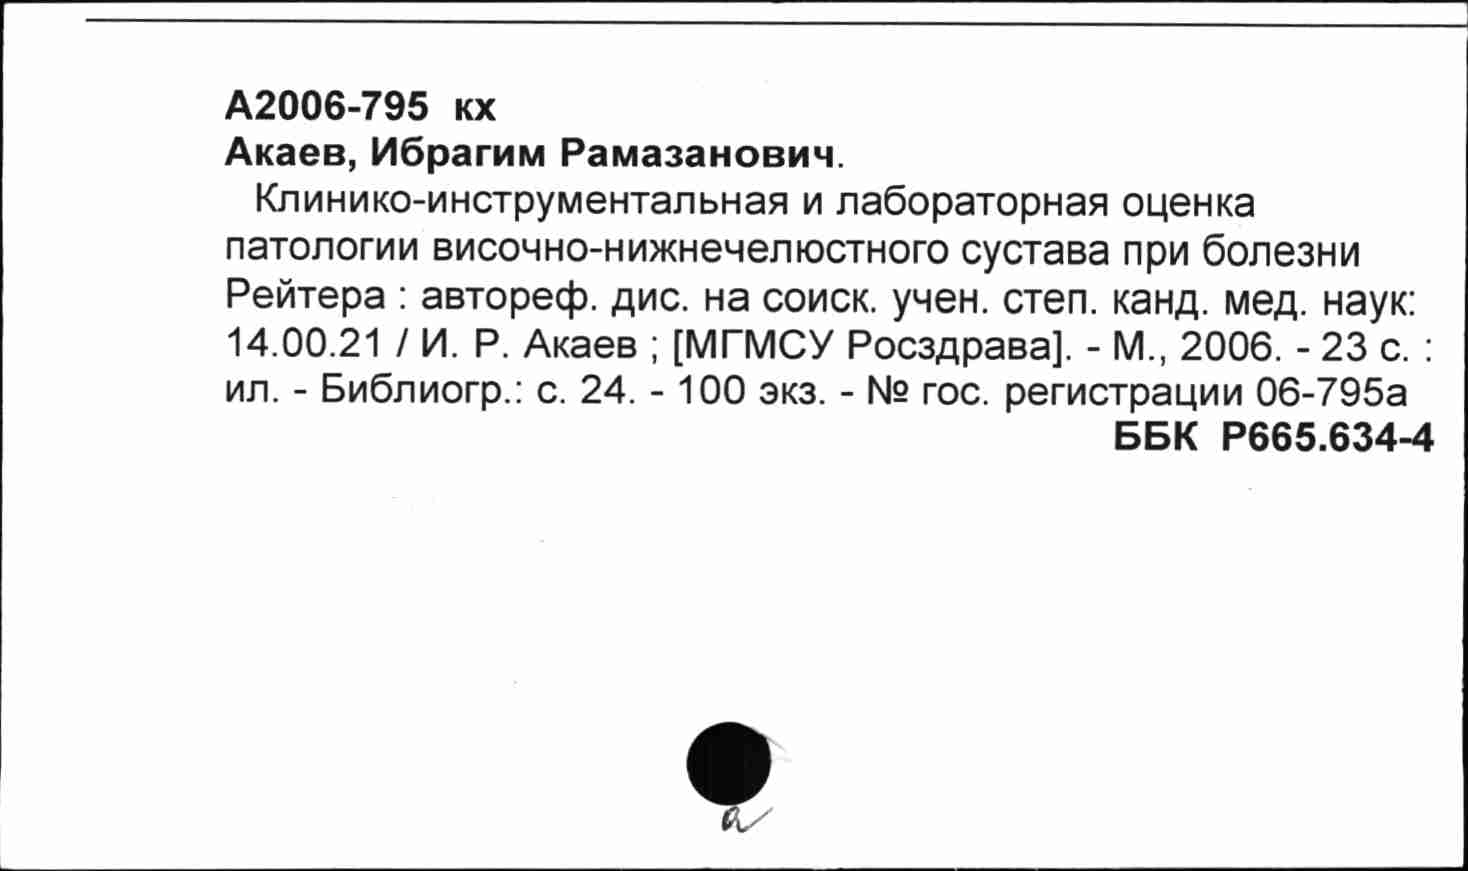 А2006-795 кх
Акаев, Ибрагим Рамазанович.
Клинико-инструментальная и лабораторная оценка
патологии височно-нижнечелюстного сустава при болезни
Рейтера : автореф. дис. на соиск. учен. степ. канд. мед. наук:
14.00.21 / И. Р. Акаев ; [МГМСУ Росздрава]. - М., 2006. - 23 с. :
ил. - Библиогр.: с. 24. - 100 экз. - № гос. регистрации 06-795а
ББК Р665.634-4
а